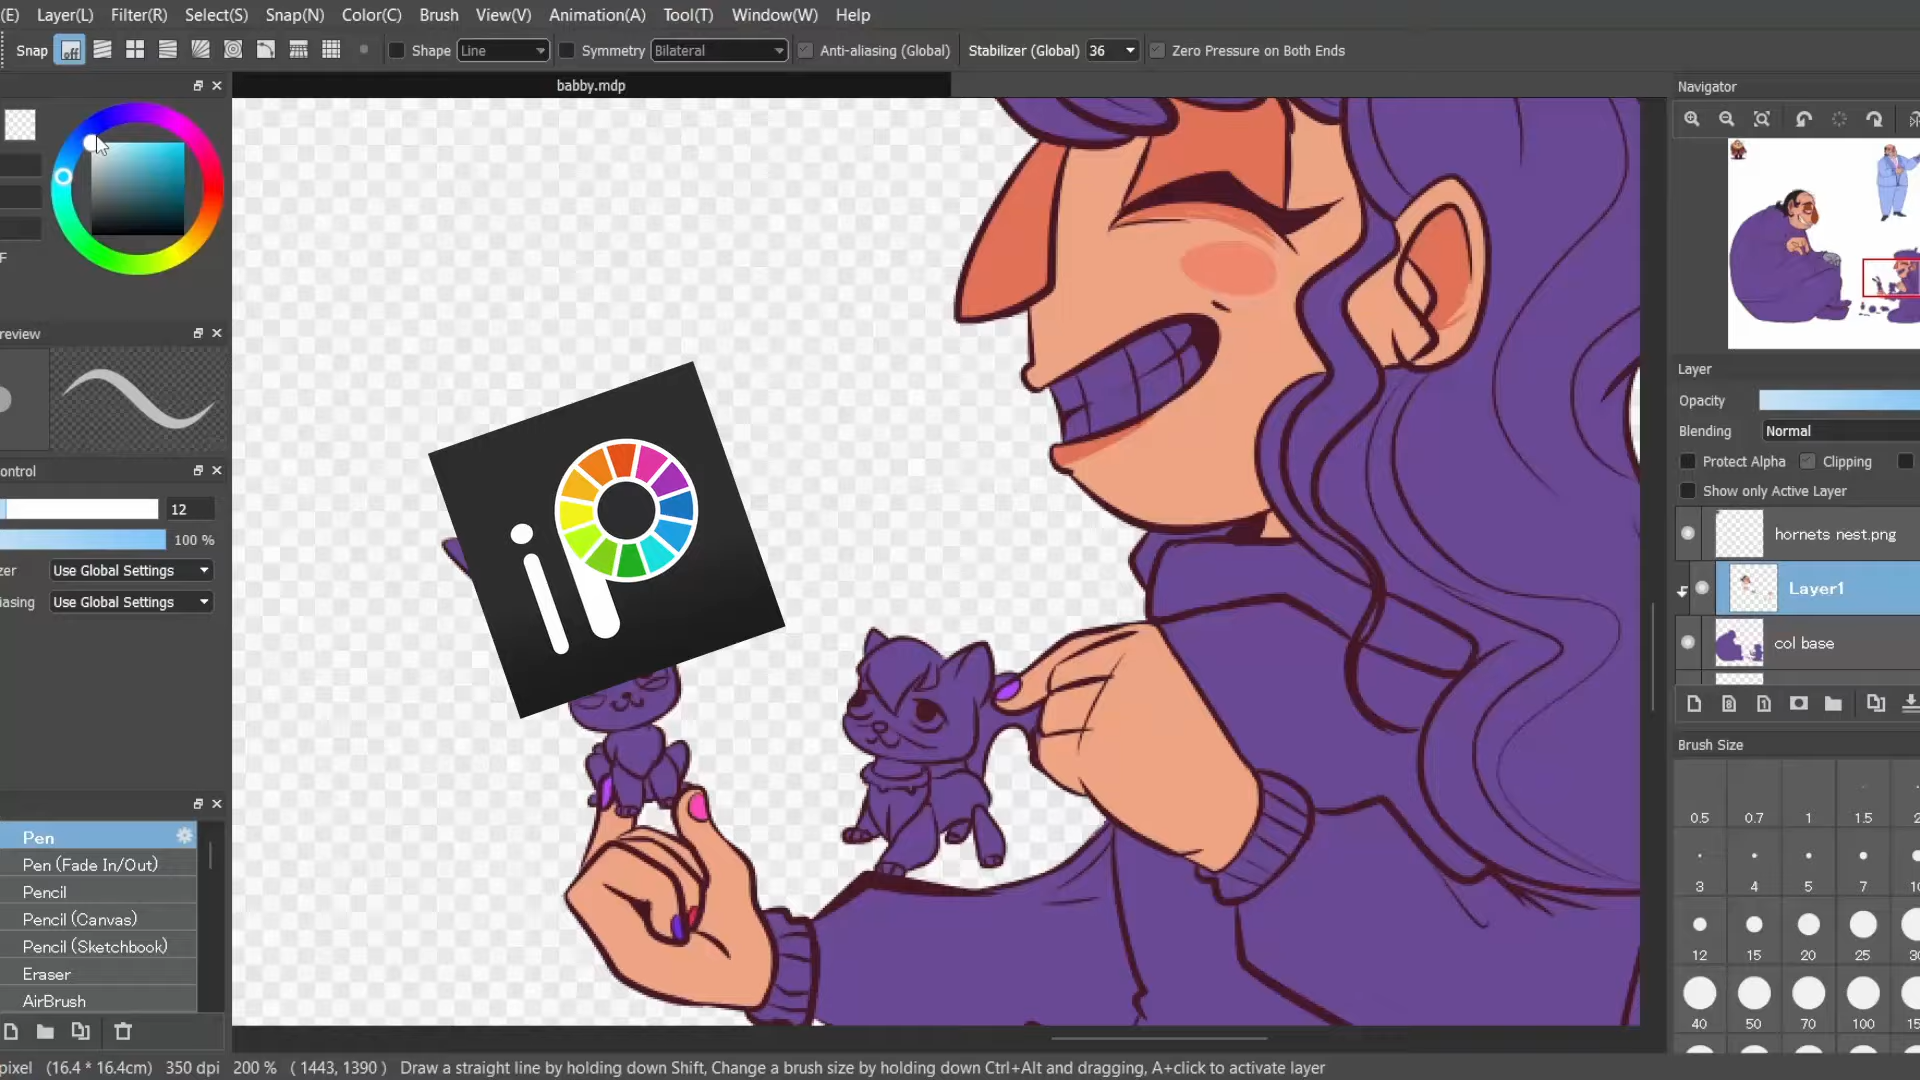 (E) Layer(L) Filter(R) Select(S) Snap(N) Color(C) Brush View(V) Animation(A) Tool(T) Window(W) Help
Snap off Shape Line Symmetry Bilateral Anti-aliasing (Global) Stabilizer (Global) 36 Zero Pressure on Both Ends
babby.mdp
Navigator
F
review
ontrol
12
100 %
zer Use Global Settings
iasing Use Global Settings
Pen
Pen (Fade In/Out)
Pencil
Pencil (Canvas)
Pencil (Sketchbook)
Eraser
AirBrush
ip
Layer
Opacity
Blending Normal
Protect Alpha Clipping
Show only Active Layer
hornets nest.png
Layer1
col base
Brush Size
0.5 0.7 1 1.5 2
3 4 5 7 10
12 15 20 25 30
40 50 70 100 15
pixel (16.4 * 16.4cm) 350 dpi 200 % ( 1443, 1390 ) Draw a straight line by holding down Shift, Change a brush size by holding down Ctrl+Alt and dragging, A+click to activate layer